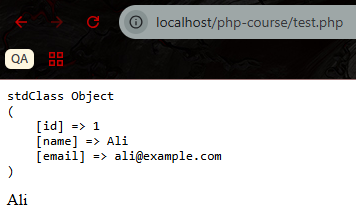 localhost/php-course/test.php
QA
stdClass Object
(
    [id] => 1
    [name] => Ali
    [email] => ali@example.com
)
Ali